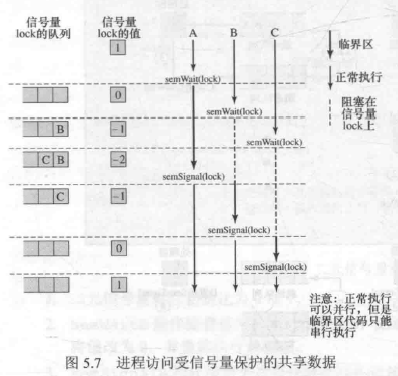 信号量
lock的队列
信号量
lock的值
A
B
C
1
临界区
正常执行
阻塞在
信号量
lock上
semWait(lock)
0
semWait(lock)
B
-1
semWait(lock)
C B
-2
semSignal(lock)
C
-1
semSignal(lock)
0
semSignal(lock)
1
注意：正常执行
可以并行，但是
临界区代码只能
串行执行
图 5.7 进程访问受信号量保护的共享数据